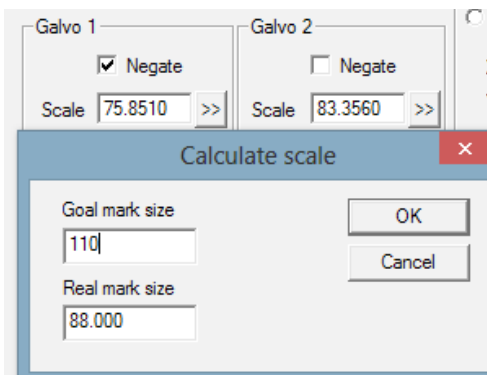 Galvo 1 Galvo 2
Negate Negate
Scale 75.8510 >> Scale 83.3560 >>
Calculate scale ×
Goal mark size OK
110
Cancel
Real mark size
88.000